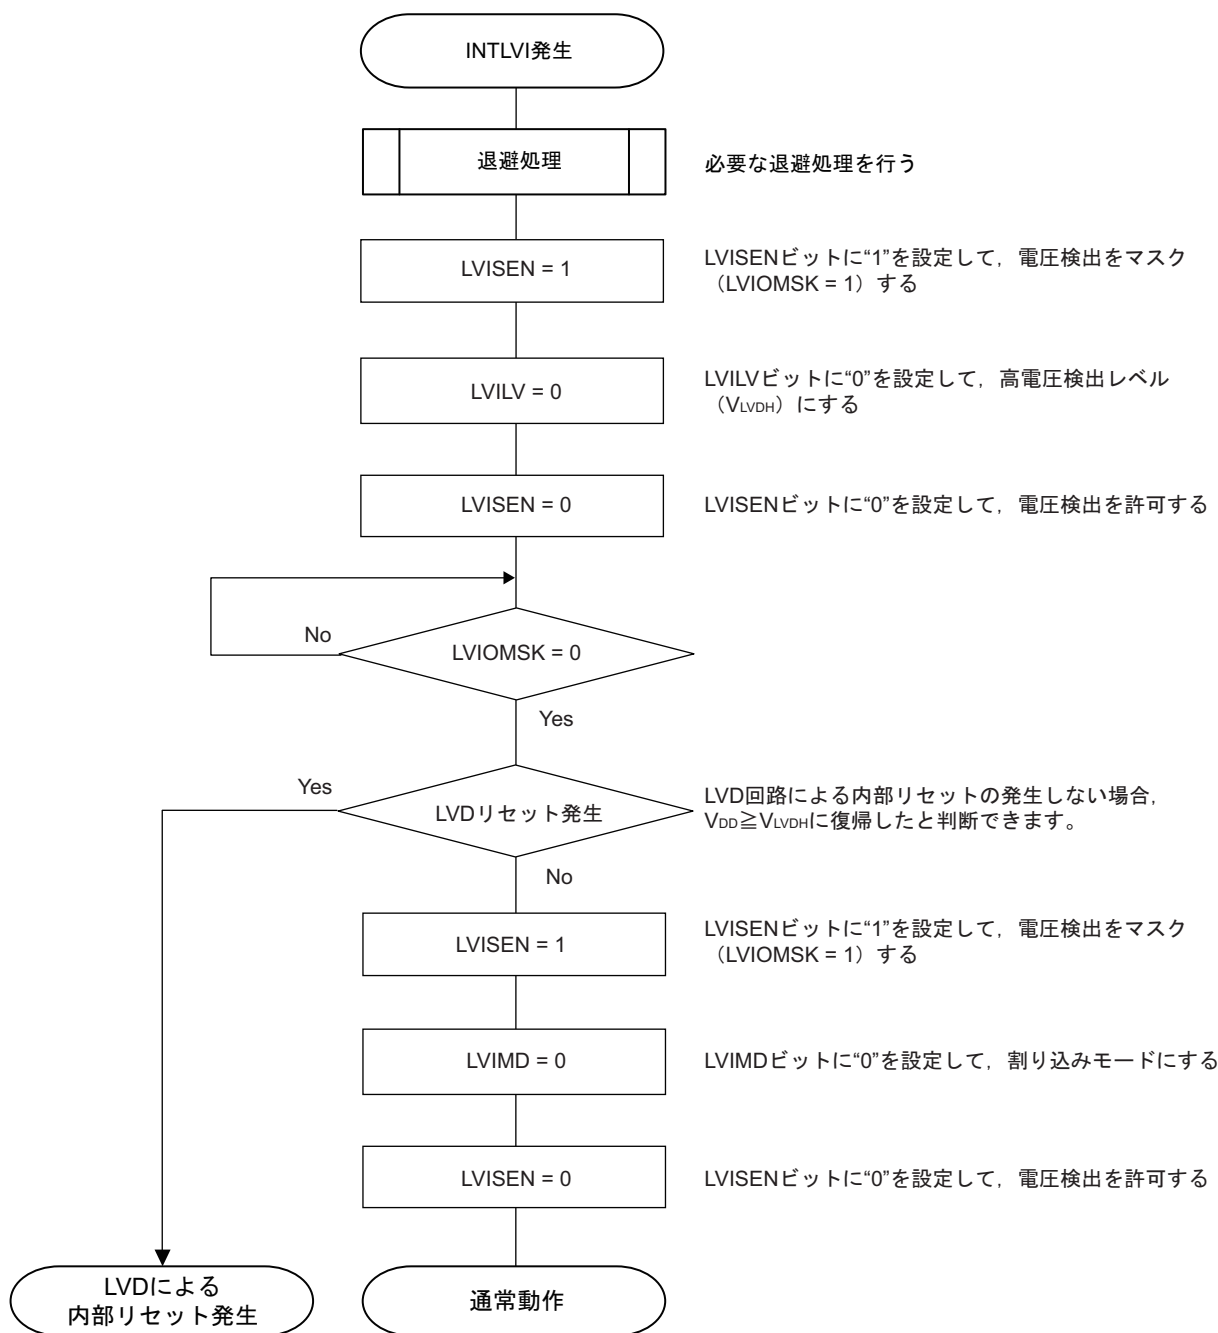 INTLVI発生
退避処理
必要な退避処理を行う
LVISEN = 1
LVISENビットに“1”を設定して，電圧検出をマスク
（LVIOMSK = 1）する
LVILV = 0
LVILVビットに“0”を設定して，高電圧検出レベル
（VLVDH）にする
LVISEN = 0
LVISENビットに“0”を設定して，電圧検出を許可する
No
LVIOMSK = 0
Yes
Yes
LVDリセット発生
LVD回路による内部リセットの発生しない場合，
VDD≧VLVDHに復帰したと判断できます。
No
LVISEN = 1
LVISENビットに“1”を設定して，電圧検出をマスク
（LVIOMSK = 1）する
LVIMD = 0
LVIMDビットに“0”を設定して，割り込みモードにする
LVISEN = 0
LVISENビットに“0”を設定して，電圧検出を許可する
LVDによる
内部リセット発生
通常動作